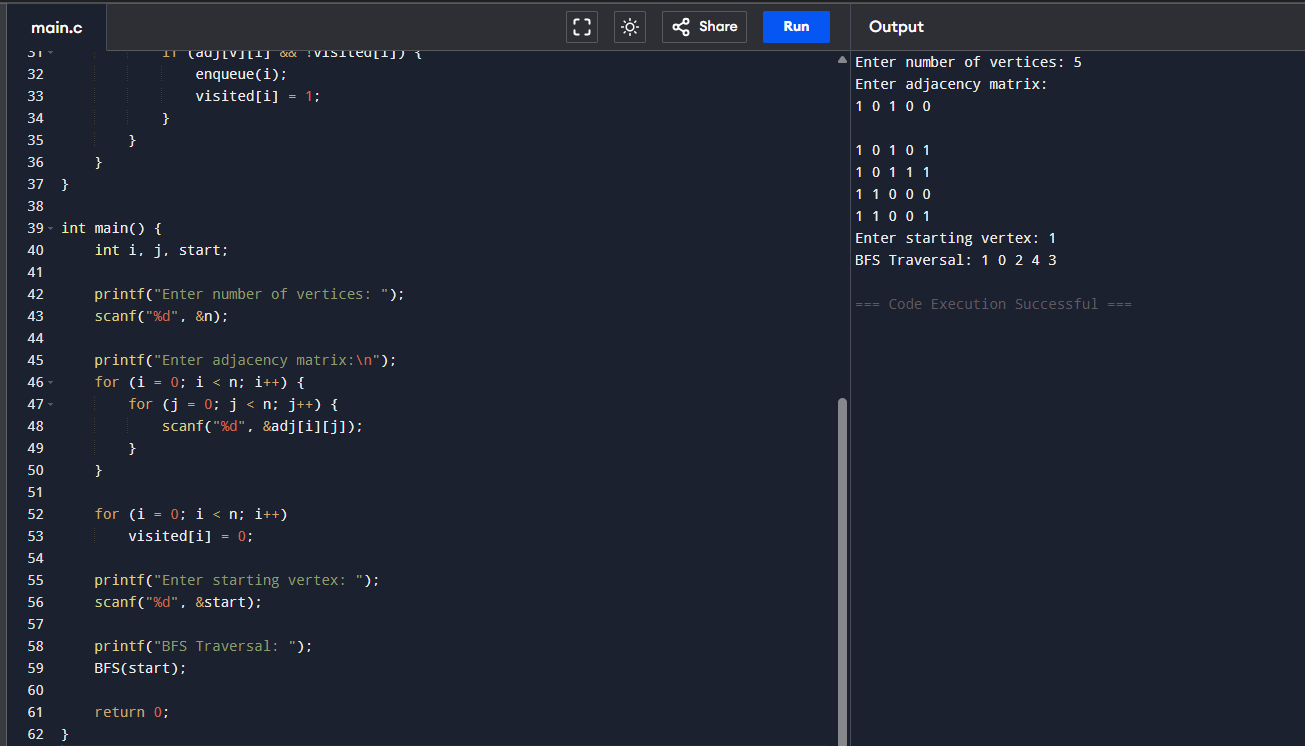 main.c
Share
Run
Output
31 if (adj[v][i] && !visited[i]) {
32 enqueue(i);
33 visited[i] = 1;
34 }
35 }
36 }
37 }
38
39 int main() {
40 int i, j, start;
41
42 printf("Enter number of vertices: ");
43 scanf("%d", &n);
44
45 printf("Enter adjacency matrix:\n");
46 for (i = 0; i < n; i++) {
47 for (j = 0; j < n; j++) {
48 scanf("%d", &adj[i][j]);
49 }
50 }
51
52 for (i = 0; i < n; i++)
53 visited[i] = 0;
54
55 printf("Enter starting vertex: ");
56 scanf("%d", &start);
57
58 printf("BFS Traversal: ");
59 BFS(start);
60
61 return 0;
62 }
Enter number of vertices: 5
Enter adjacency matrix:
1 0 1 0 0
1 0 1 0 1
1 0 1 1 1
1 1 0 0 0
1 1 0 0 1
Enter starting vertex: 1
BFS Traversal: 1 0 2 4 3
=== Code Execution Successful ===